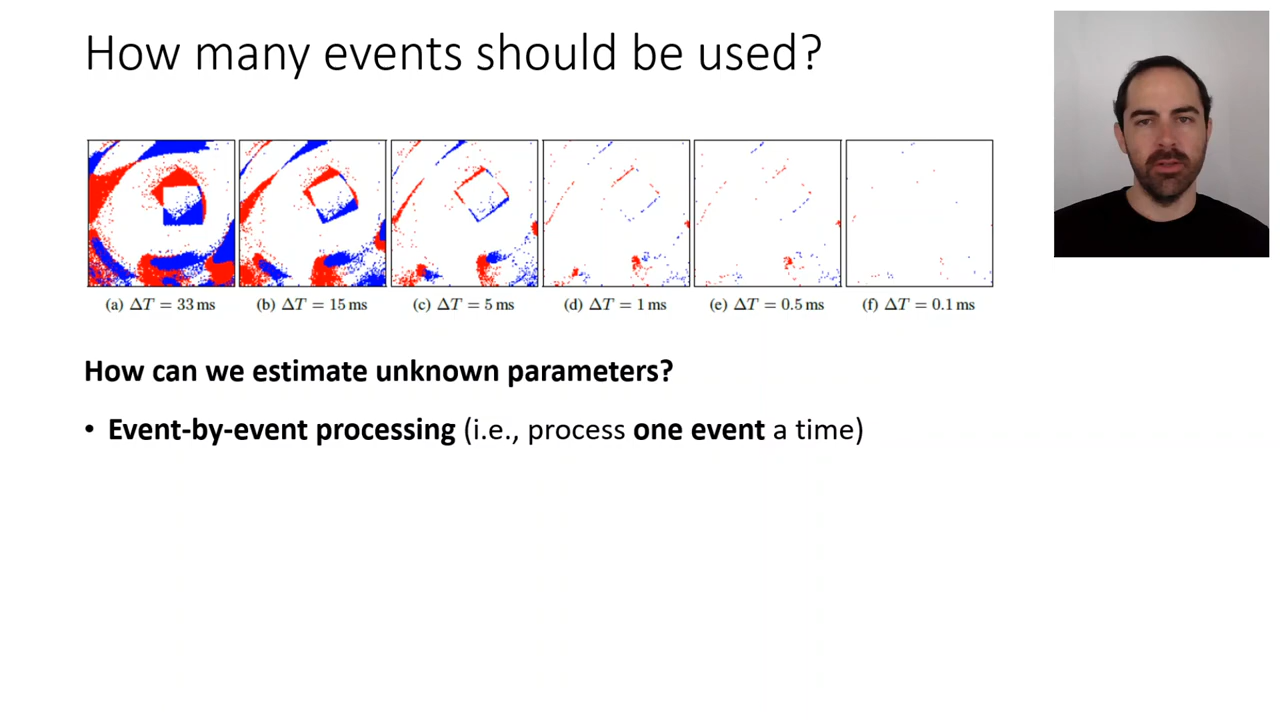 How many events should be used?
(a) ΔT = 33 ms (b) ΔT = 15 ms (c) ΔT = 5 ms (d) ΔT = 1 ms (e) ΔT = 0.5 ms (f) ΔT = 0.1 ms
How can we estimate unknown parameters?
• Event-by-event processing (i.e., process one event a time)